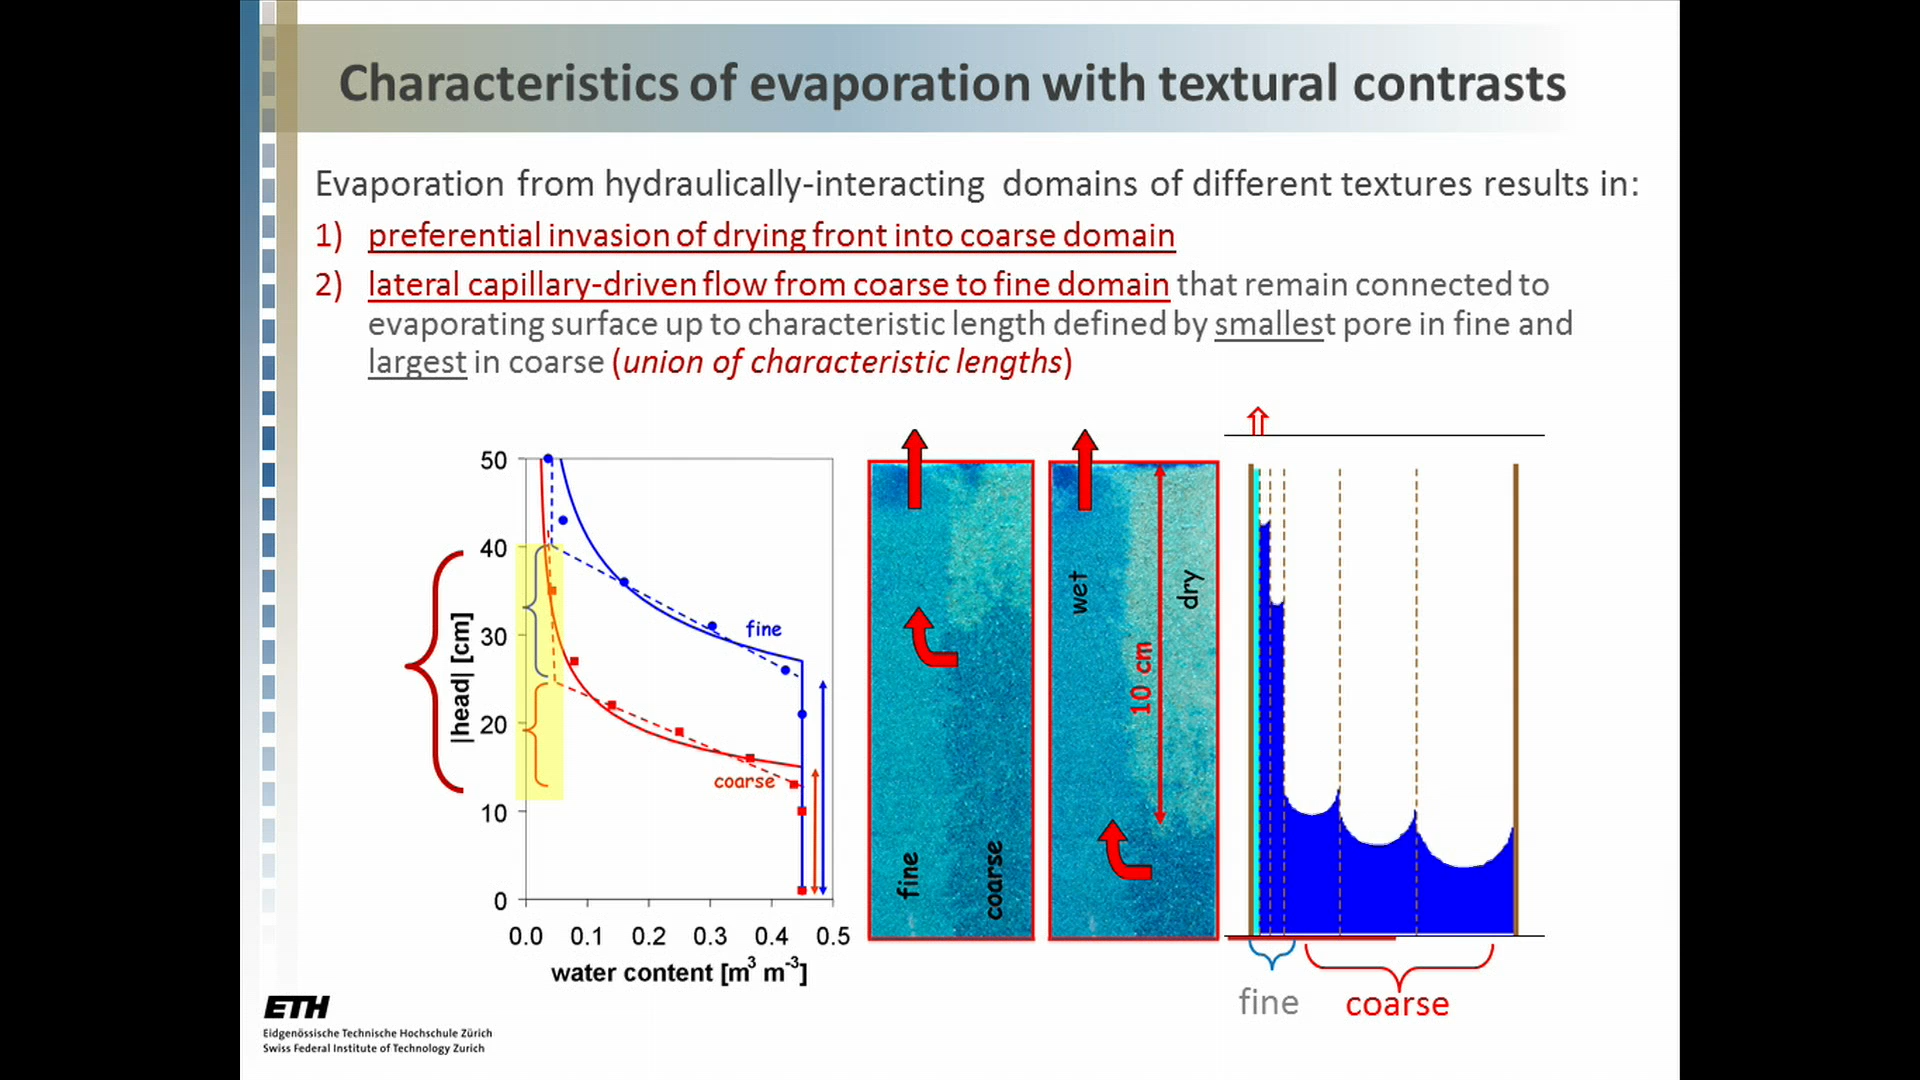 Characteristics of evaporation with textural contrasts
Evaporation from hydraulically-interacting domains of different textures results in:
1) preferential invasion of drying front into coarse domain
2) lateral capillary-driven flow from coarse to fine domain that remain connected to
evaporating surface up to characteristic length defined by smallest pore in fine and
largest in coarse (union of characteristic lengths)
50
40
30
20
10
0
|head| [cm]
fine
coarse
0.0 0.1 0.2 0.3 0.4 0.5
water content [m3 m-3]
fine
coarse
wet
dry
10 cm
fine
coarse
ETH
Eidgenössische Technische Hochschule Zürich
Swiss Federal Institute of Technology Zurich